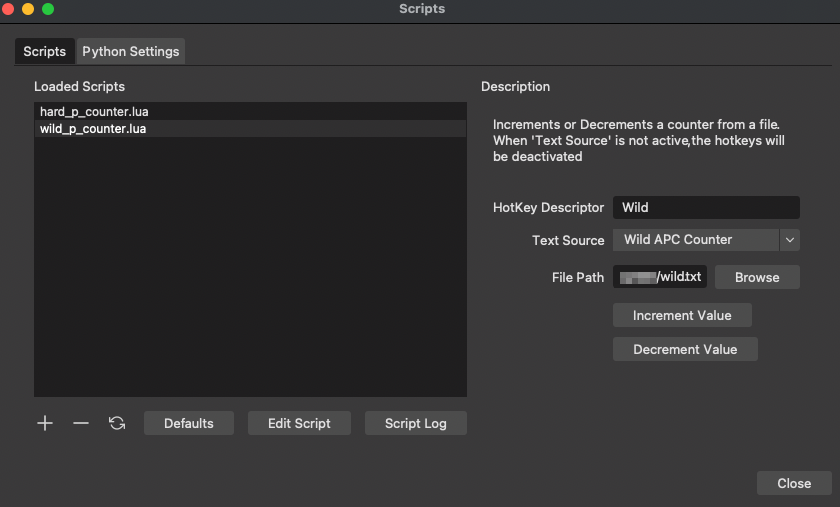 Scripts
Scripts
Python Settings
Loaded Scripts
hard_p_counter.lua
wild_p_counter.lua
Defaults
Edit Script
Script Log
Description
Increments or Decrements a counter from a file.
When 'Text Source' is not active,the hotkeys will
be deactivated
HotKey Descriptor
Wild
Text Source
Wild APC Counter
File Path
/wild.txt
Browse
Increment Value
Decrement Value
Close